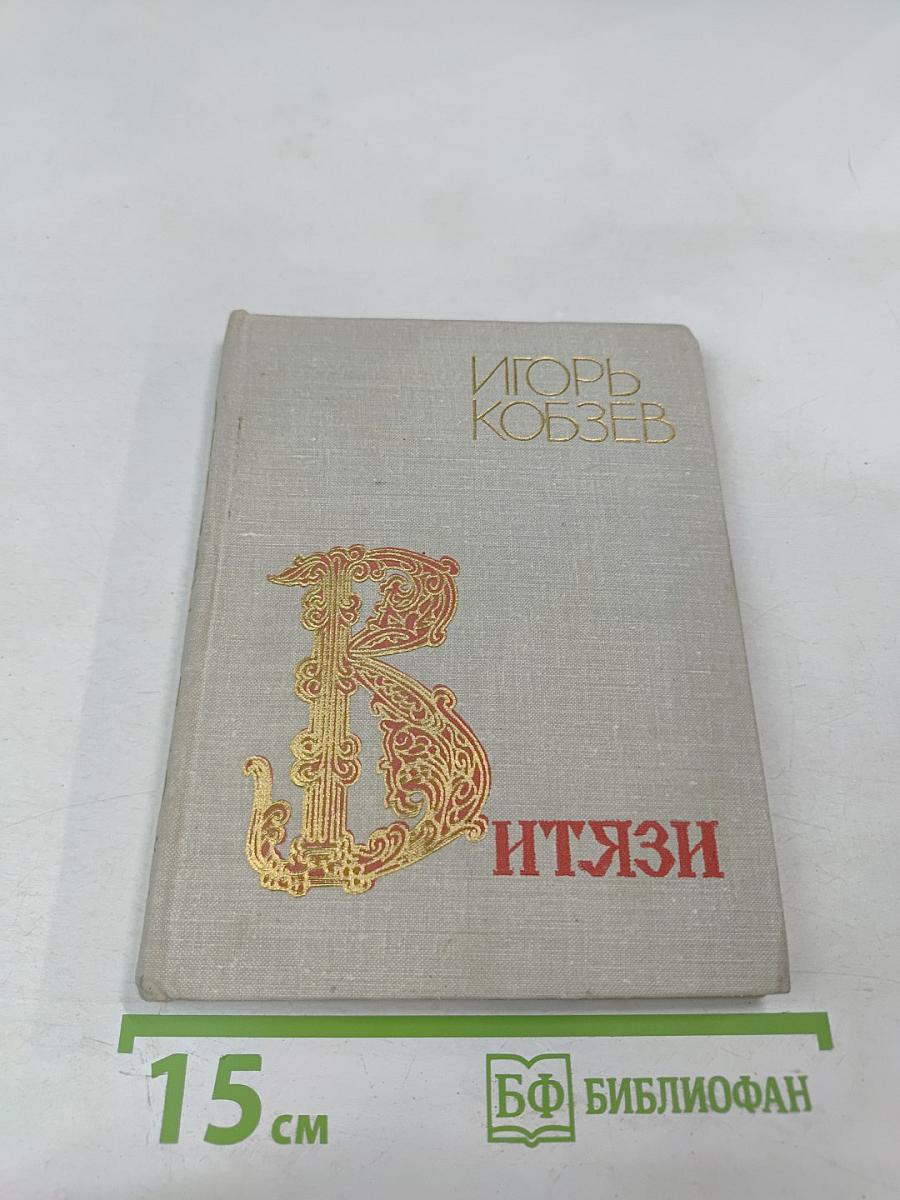 ИГОРЬ
КОБЗЕВ
ВИТЯЗИ
15 см
БФ БИБЛИОФАН